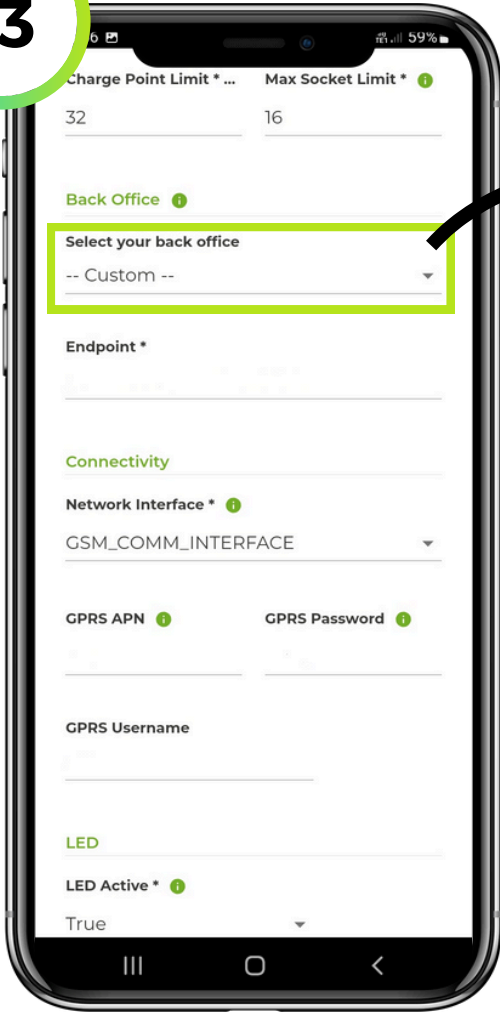 3
6
59%
Charge Point Limit * ... Max Socket Limit * i
32 16
Back Office i
Select your back office
-- Custom --
Endpoint *
Connectivity
Network Interface * i
GSM_COMM_INTERFACE
GPRS APN i GPRS Password i
GPRS Username
LED
LED Active * i
True